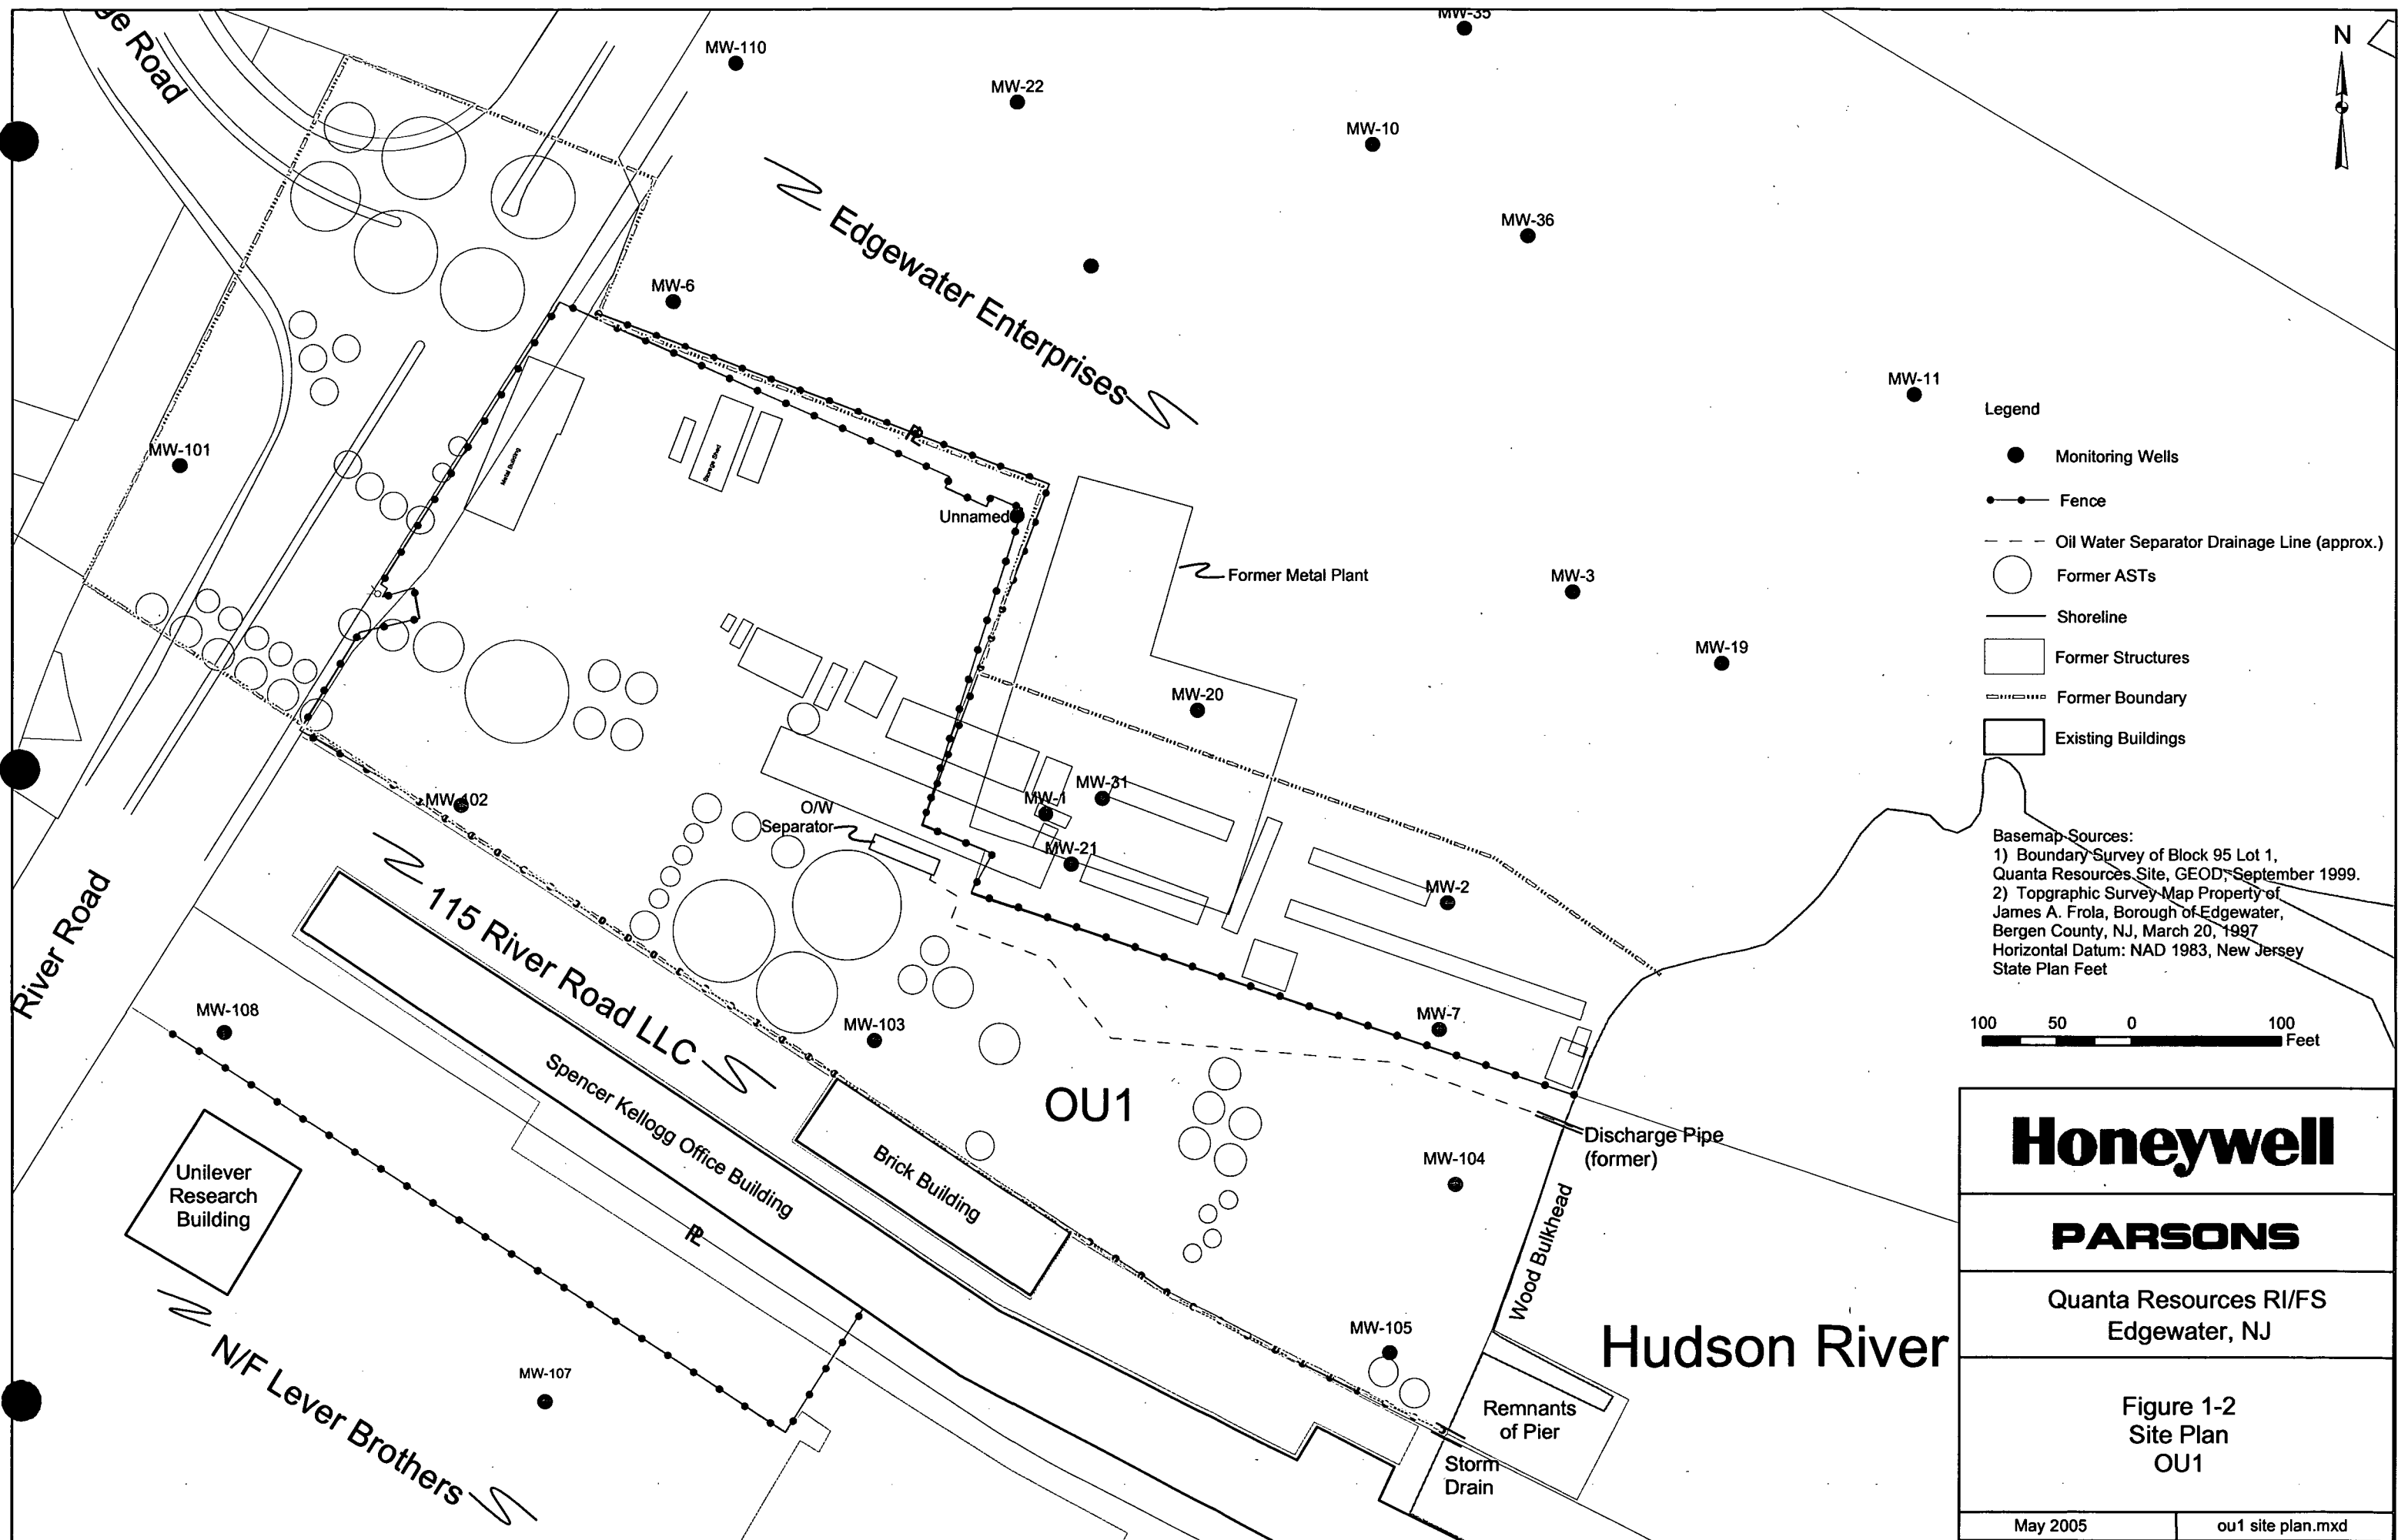 ge Road
MW-110
MW-35
MW-22
MW-10
N
MW-36
Edgewater Enterprises
MW-6
MW-11
MW-101
Metal Building
Storage Shed
PL
Unnamed
Former Metal Plant
MW-3
MW-19
MW-20
MW-31
MW-1
MW-102
O/W
Separator
MW-21
MW-2
115 River Road LLC
River Road
MW-108
MW-103
MW-7
Spencer Kellogg Office Building
OU1
Brick Building
Discharge Pipe
(former)
Unilever
Research
Building
MW-104
PL
Wood Bulkhead
MW-105
Hudson River
N/F Lever Brothers
MW-107
Remnants
of Pier
Storm
Drain
Legend
Monitoring Wells
Fence
Oil Water Separator Drainage Line (approx.)
Former ASTs
Shoreline
Former Structures
Former Boundary
Existing Buildings
Basemap Sources:
1) Boundary Survey of Block 95 Lot 1,
Quanta Resources Site, GEOD, September 1999.
2) Topgraphic Survey Map Property of
James A. Frola, Borough of Edgewater,
Bergen County, NJ, March 20, 1997
Horizontal Datum: NAD 1983, New Jersey
State Plan Feet
100 50 0 100
Feet
Honeywell
PARSONS
Quanta Resources RI/FS
Edgewater, NJ
Figure 1-2
Site Plan
OU1
May 2005
ou1 site plan.mxd